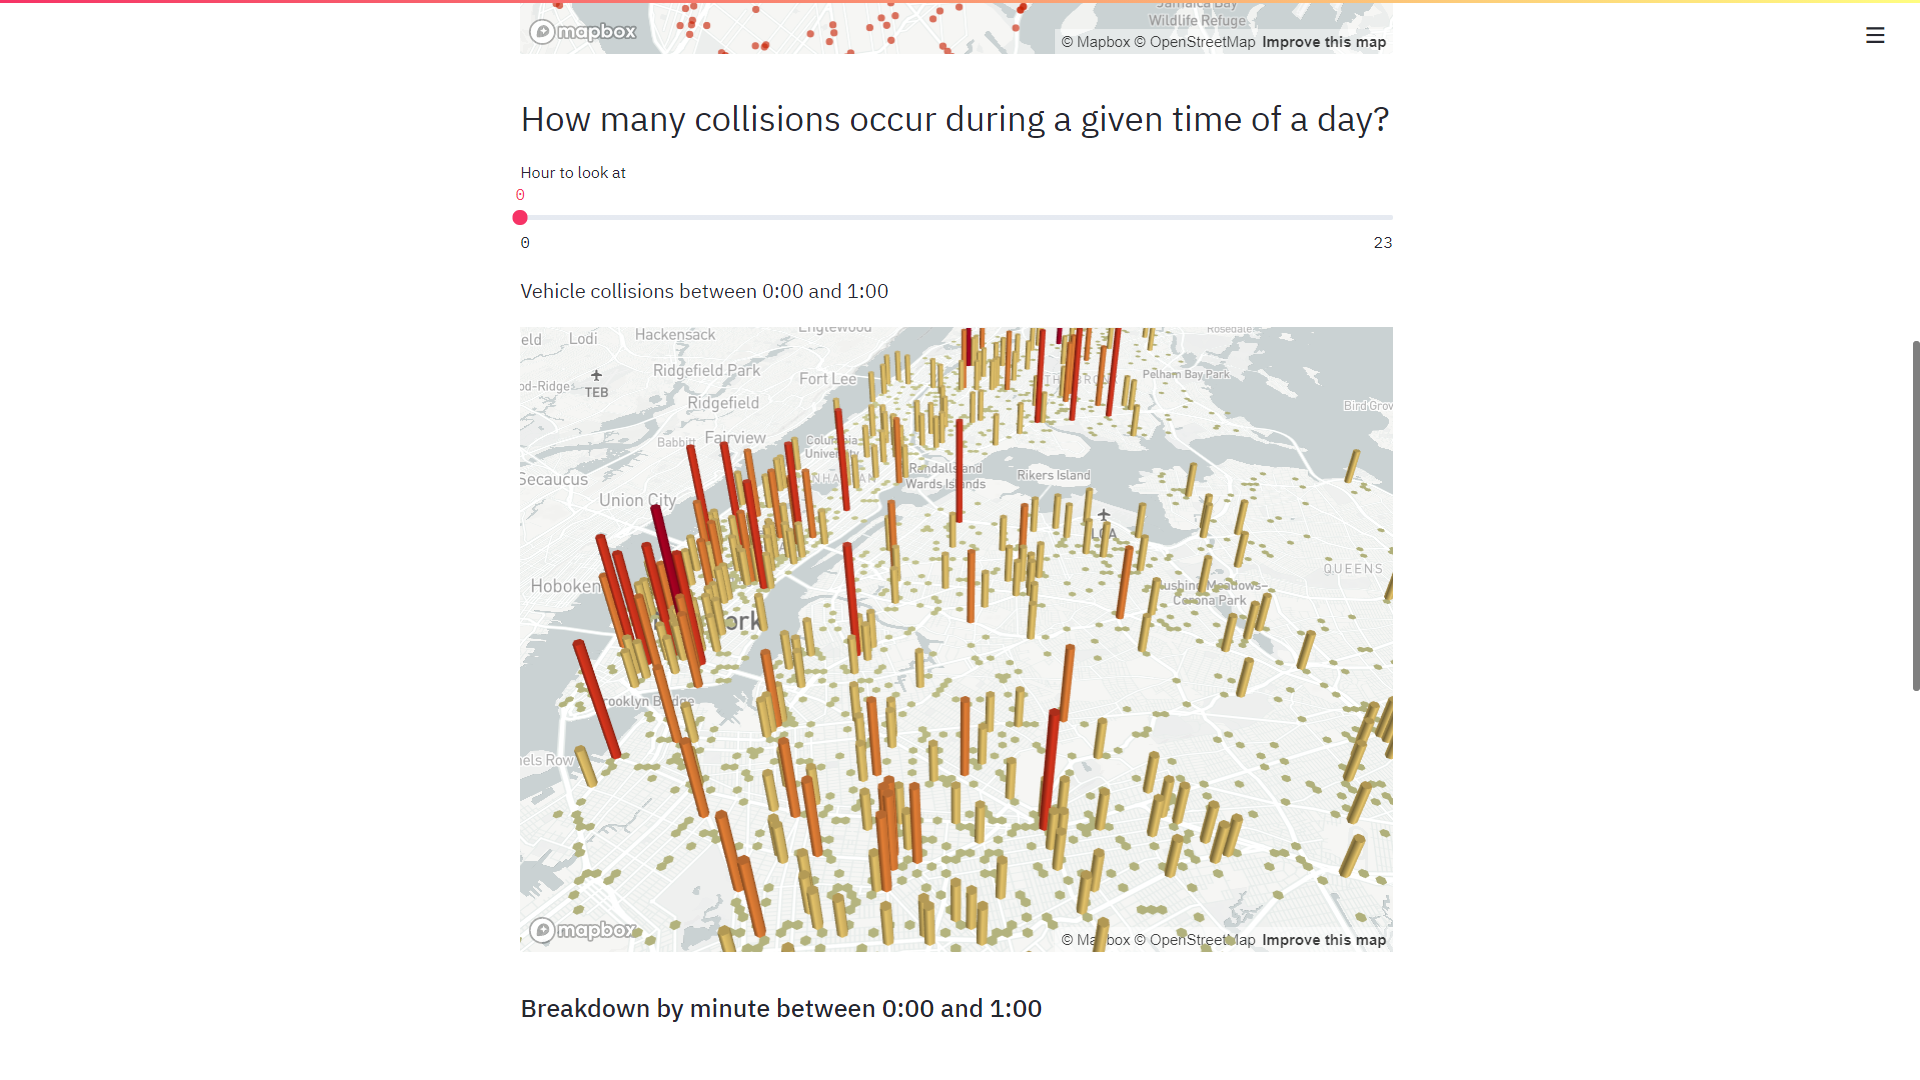 Jamaica Bay
Wildlife Refuge
mapbox
© Mapbox © OpenStreetMap Improve this map
How many collisions occur during a given time of a day?
Hour to look at
0
0
23
Vehicle collisions between 0:00 and 1:00
eld
Lodi
Hackensack
Englewood
Rosedale
od-Ridge
TEB
Ridgefield Park
Fort Lee
Pelham Bay Park
Ridgefield
Bird Grov
Babbitt
Fairview
Columbia
University
Randalls and
Wards Islands
Rikers Island
Secaucus
Union City
LGA
Hoboken
ushing Meadows–
Corona Park
QUEENS
ork
rooklyn Bridge
els Row
mapbox
© Mapbox © OpenStreetMap Improve this map
Breakdown by minute between 0:00 and 1:00